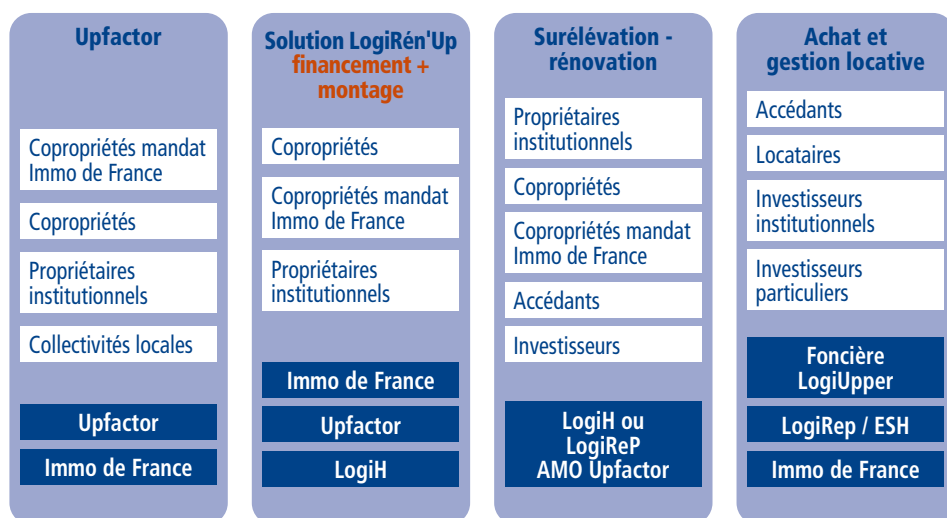 Upfactor
Copropriétés mandat
Immo de France
Copropriétés
Propriétaires
institutionnels
Collectivités locales
Upfactor
Immo de France
Solution LogiRén'Up
financement +
montage
Copropriétés
Copropriétés mandat
Immo de France
Propriétaires
institutionnels
Immo de France
Upfactor
LogiH
Surélévation -
rénovation
Propriétaires
institutionnels
Copropriétés
Copropriétés mandat
Immo de France
Accédants
Investisseurs
LogiH ou
LogiReP
AMO Upfactor
Achat et
gestion locative
Accédants
Locataires
Investisseurs
institutionnels
Investisseurs
particuliers
Foncière
LogiUpper
LogiRep / ESH
Immo de France